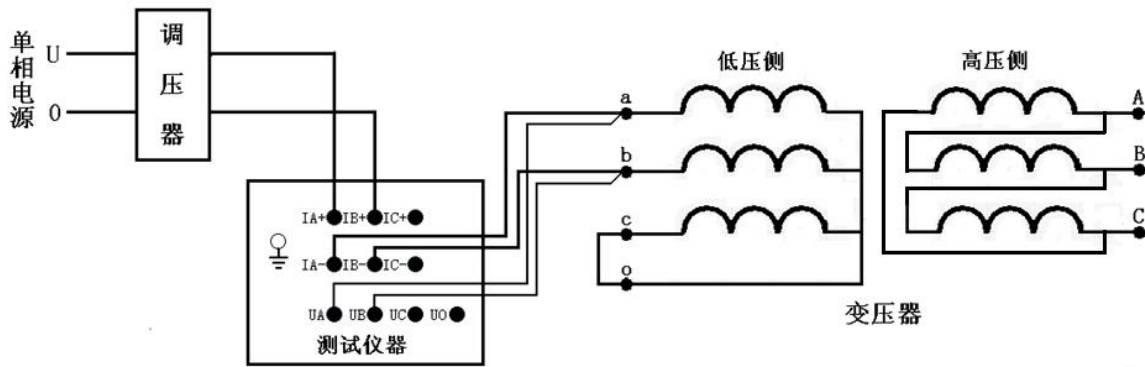 单相电源
U
0
调压器
低压侧
高压侧
a
b
c
o
A
B
C
IA+ IB+ IC+
IA- IB- IC-
UA UB UC UO
测试仪器
变压器